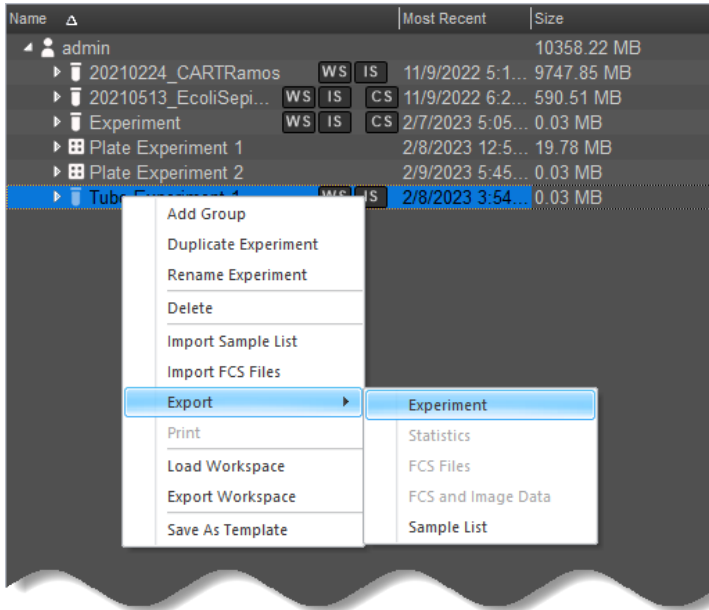 Name Most Recent Size
admin 10358.22 MB
20210224_CARTRamos WS IS 11/9/2022 5:1... 9747.85 MB
20210513_EcoliSepi... WS IS CS 11/9/2022 6:2... 590.51 MB
Experiment WS IS CS 2/7/2023 5:05... 0.03 MB
Plate Experiment 1 2/8/2023 12:5... 19.78 MB
Plate Experiment 2 2/9/2023 5:45... 0.03 MB
Tube Experiment 1 WS IS 2/8/2023 3:54... 0.03 MB
Add Group
Duplicate Experiment
Rename Experiment
Delete
Import Sample List
Import FCS Files
Export
Print
Load Workspace
Export Workspace
Save As Template
Experiment
Statistics
FCS Files
FCS and Image Data
Sample List